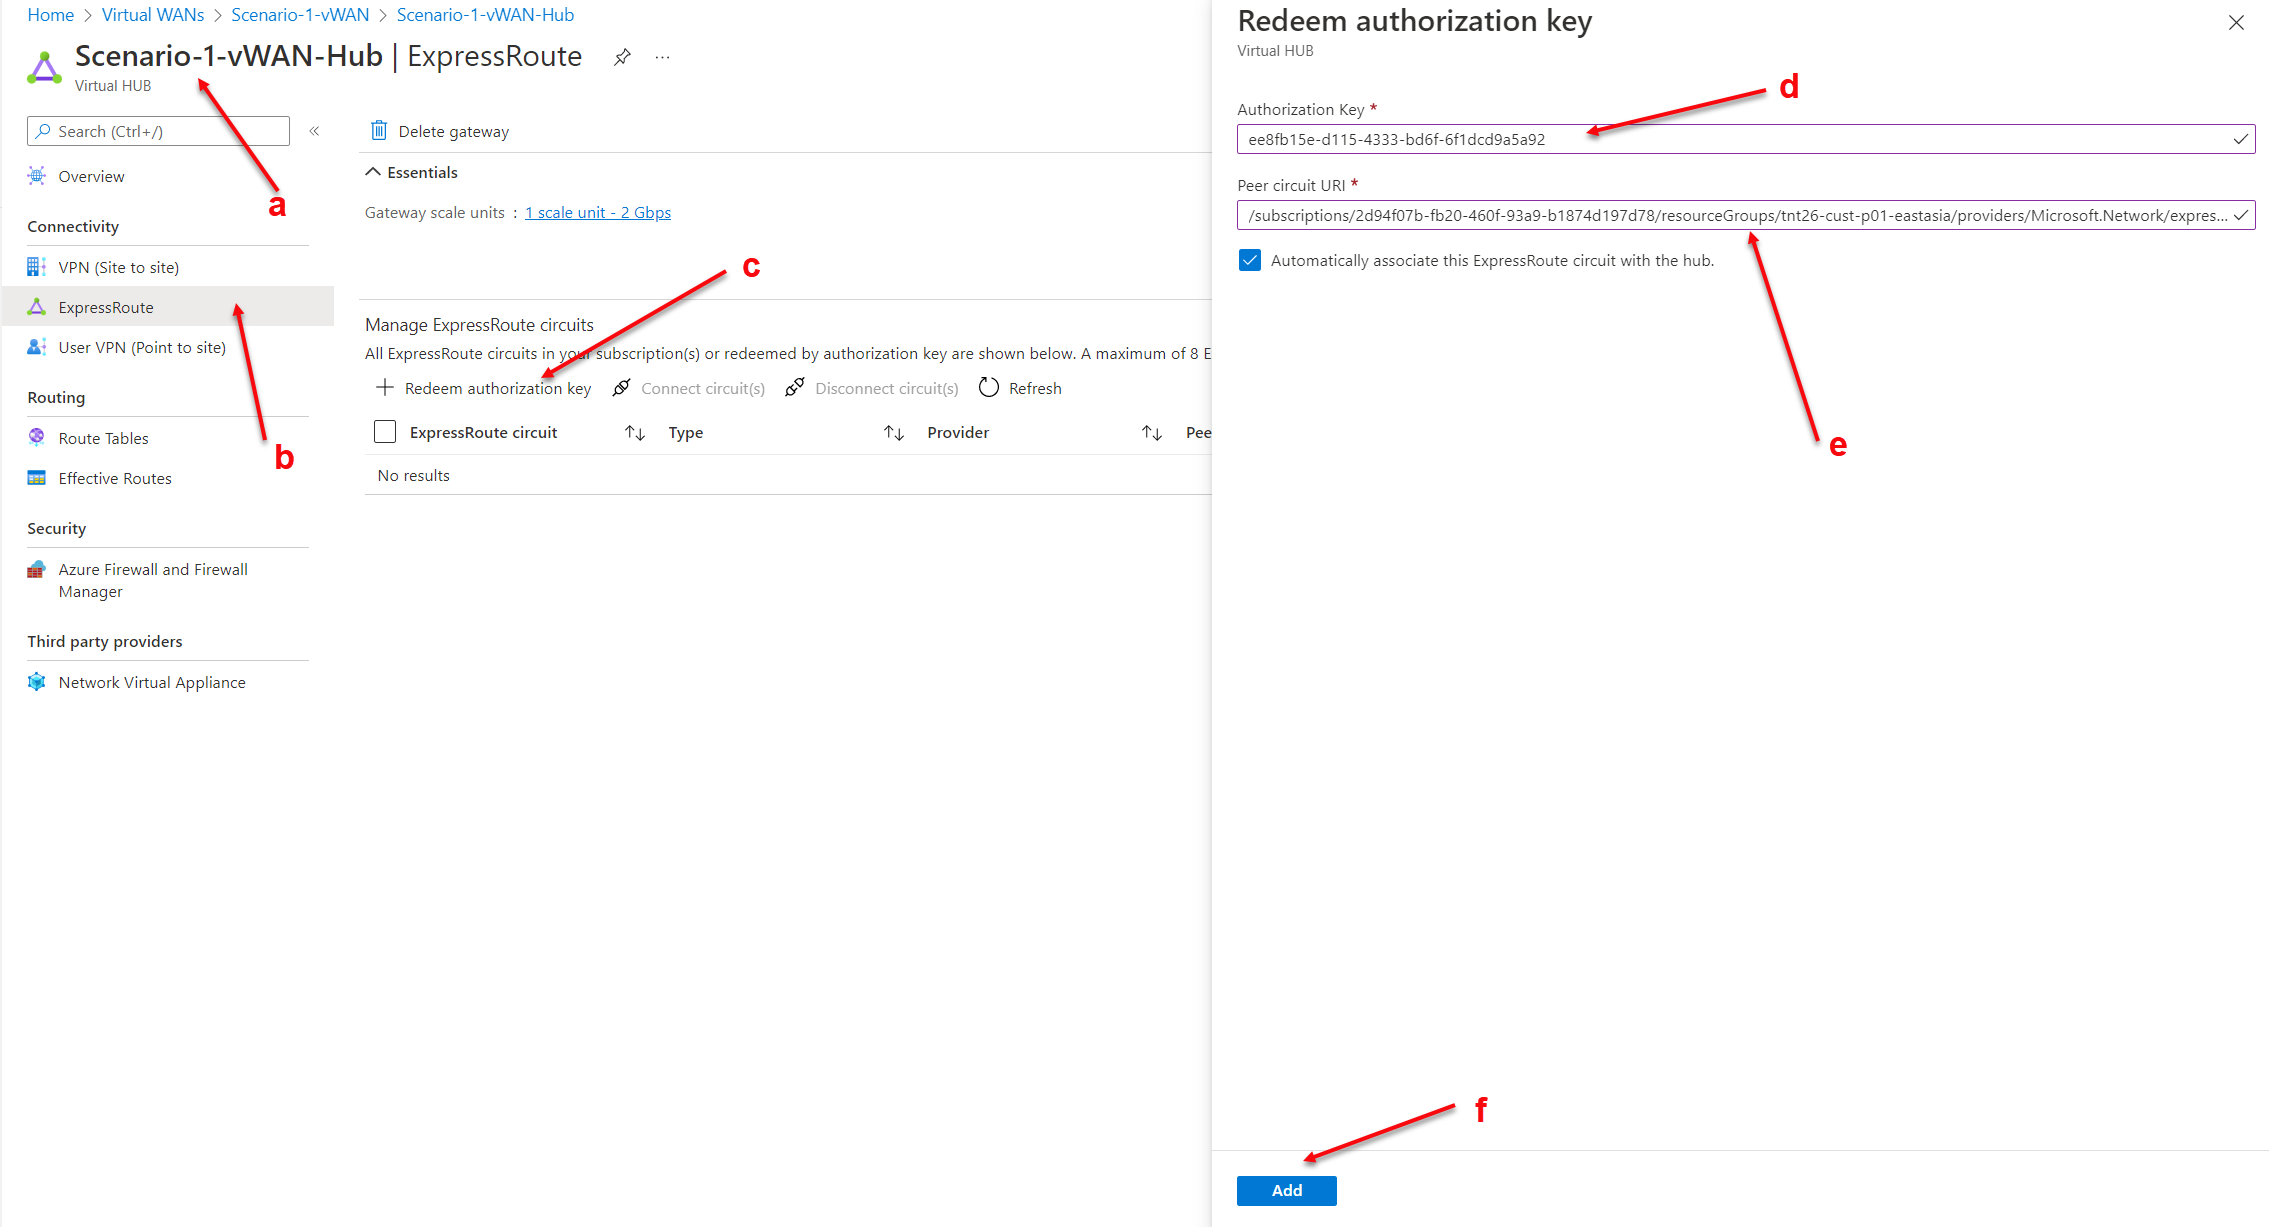 Home > Virtual WANs > Scenario-1-vWAN > Scenario-1-vWAN-Hub
Scenario-1-vWAN-Hub | ExpressRoute
Virtual HUB
Search (Ctrl+/)
Overview
Connectivity
VPN (Site to site)
ExpressRoute
User VPN (Point to site)
Routing
Route Tables
Effective Routes
Security
Azure Firewall and Firewall
Manager
Third party providers
Network Virtual Appliance
a
b
Delete gateway
Essentials
Gateway scale units : 1 scale unit - 2 Gbps
c
Manage ExpressRoute circuits
All ExpressRoute circuits in your subscription(s) or redeemed by authorization key are shown below. A maximum of 8 E
Redeem authorization key Connect circuit(s) Disconnect circuit(s) Refresh
ExpressRoute circuit Type Provider Pee
No results
Redeem authorization key
Virtual HUB
d
Authorization Key *
ee8fb15e-d115-4333-bd6f-6f1dcd9a5a92
Peer circuit URI *
/subscriptions/2d94f07b-fb20-460f-93a9-b1874d197d78/resourceGroups/tnt26-cust-p01-eastasia/providers/Microsoft.Network/expres...
Automatically associate this ExpressRoute circuit with the hub.
e
f
Add